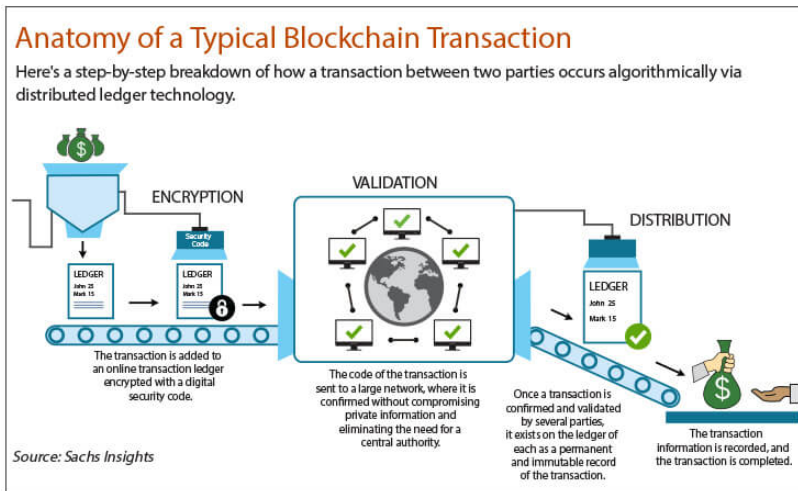 Anatomy of a Typical Blockchain Transaction
Here's a step-by-step breakdown of how a transaction between two parties occurs algorithmically via
distributed ledger technology.
$
ENCRYPTION
VALIDATION
DISTRIBUTION
Security
Code
LEDGER
John 25
Mark 15
LEDGER
John 25
Mark 15
LEDGER
John 25
Mark 15
$
The transaction is added to
an online transaction ledger
encrypted with a digital
security code.
The code of the transaction is
sent to a large network, where it is
confirmed without compromising
private information and
eliminating the need for a
central authority.
Once a transaction is
confirmed and validated
by several parties,
it exists on the ledger of
each as a permanent
and immutable record
of the transaction.
The transaction
information is recorded, and
the transaction is completed.
Source: Sachs Insights